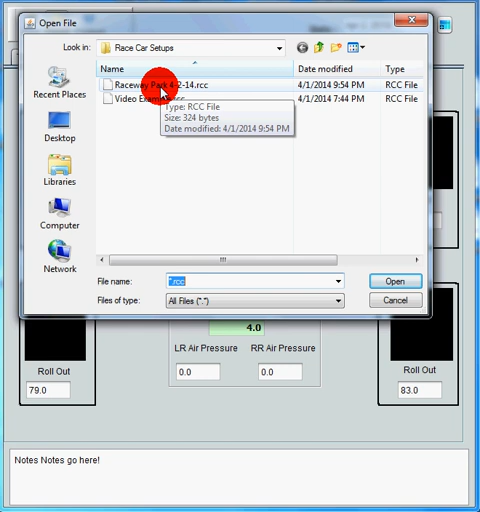 Open File
Look in: Race Car Setups
Name Date modified Type
Raceway Park 4-2-14.rcc 4/1/2014 9:54 PM RCC File
Video 4/1/2014 7:44 PM RCC File
Type: RCC File
Size: 324 bytes
Date modified: 4/1/2014 9:54 PM
Recent Places
Desktop
Libraries
Computer
Network
File name: *.rcc Open
Files of type: All Files (*.*) Cancel
4.0
LR Air Pressure RR Air Pressure
0.0 0.0
Roll Out Roll Out
79.0 83.0
Notes Notes go here!